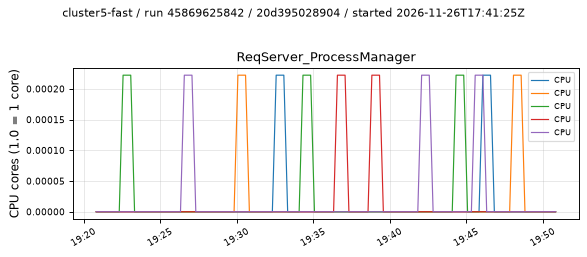 cluster5-fast / run 45869625842 / 20d395028904 / started 2026-11-26T17:41:25Z
ReqServer_ProcessManager
CPU cores (1.0 = 1 core)
0.00020
0.00015
0.00010
0.00005
0.00000
19:20
19:25
19:30
19:35
19:40
19:45
19:50
CPU
CPU
CPU
CPU
CPU